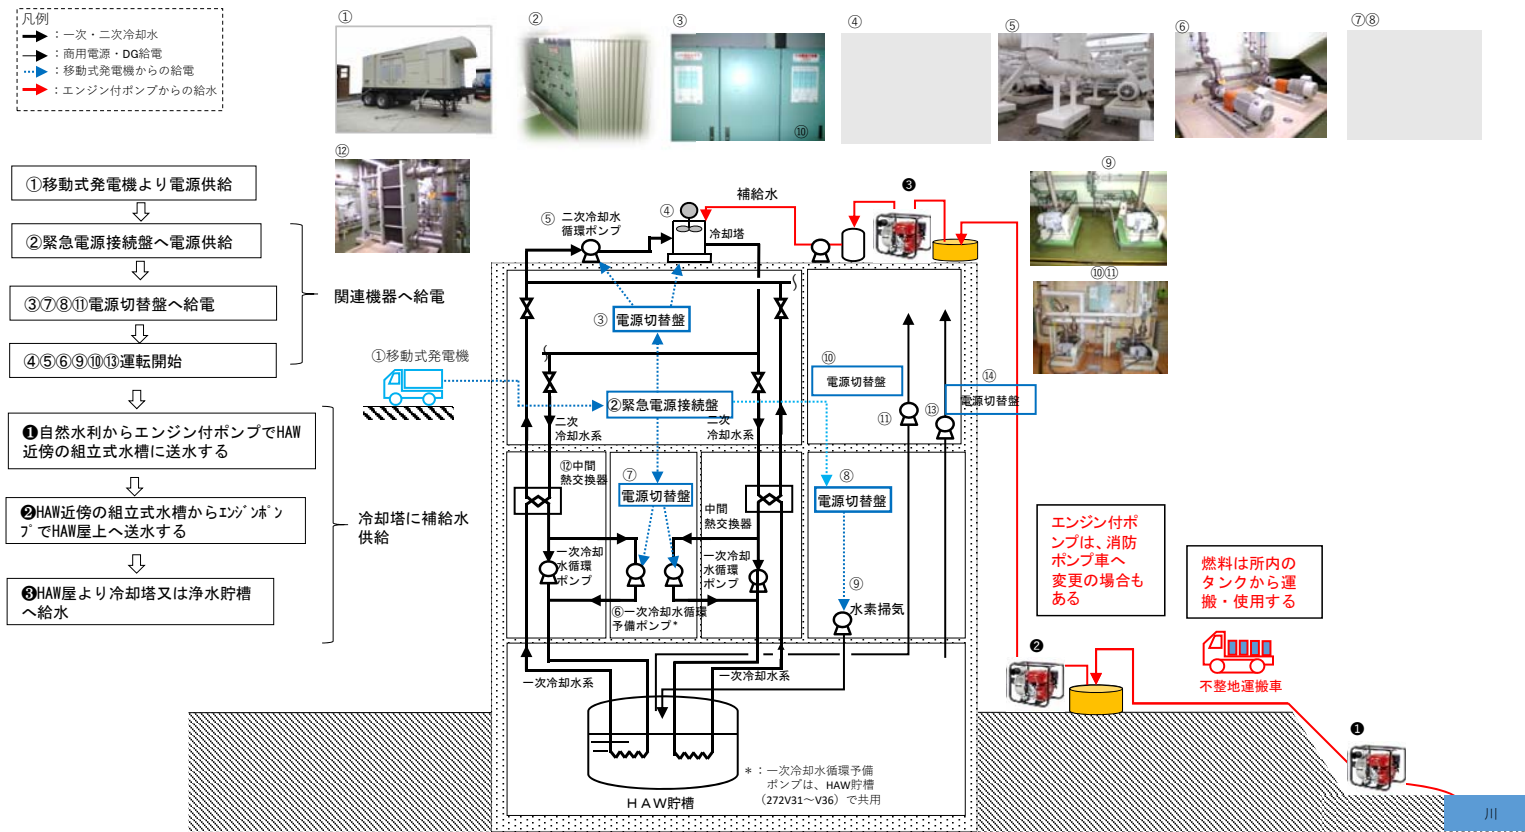 凡例
：一次・二次冷却水
：商用電源・DG給電
：移動式発電機からの給電
：エンジン付ポンプからの給水
①
②
③
⑩
④
⑤
⑥
⑦⑧
⑫
⑨
⑩⑪
①移動式発電機より電源供給
②緊急電源接続盤へ電源供給
③⑦⑧⑪電源切替盤へ給電
④⑤⑥⑨⑩⑬運転開始
関連機器へ給電
❶自然水利からエンジン付ポンプでHAW
近傍の組立式水槽に送水する
❷HAW近傍の組立式水槽からｴﾝｼﾞﾝﾎﾟﾝ
ﾌﾟでHAW屋上へ送水する
❸HAW屋より冷却塔又は浄水貯槽
へ給水
冷却塔に補給水
供給
①移動式発電機
⑤
二次冷却水
循環ポンプ
④
冷却塔
補給水
❸
③
電源切替盤
②緊急電源接続盤
二次
冷却水系
二次
冷却水系
⑩
電源切替盤
⑪
⑬
⑭
電源切替盤
⑫中間
熱交換器
⑦
電源切替盤
中間
熱交換器
⑧
電源切替盤
一次冷却
水循環
ポンプ
一次冷却
水循環
ポンプ
⑥一次冷却水循環
予備ポンプ*
⑨
水素掃気
一次冷却水系
一次冷却水系
ＨＡＷ貯槽
＊：一次冷却水循環予備
ポンプは、HAW貯槽
（272V31～V36）で共用
エンジン付ポ
ンプは、消防
ポンプ車へ
変更の場合も
ある
燃料は所内の
タンクから運
搬・使用する
不整地運搬車
❷
❶
川